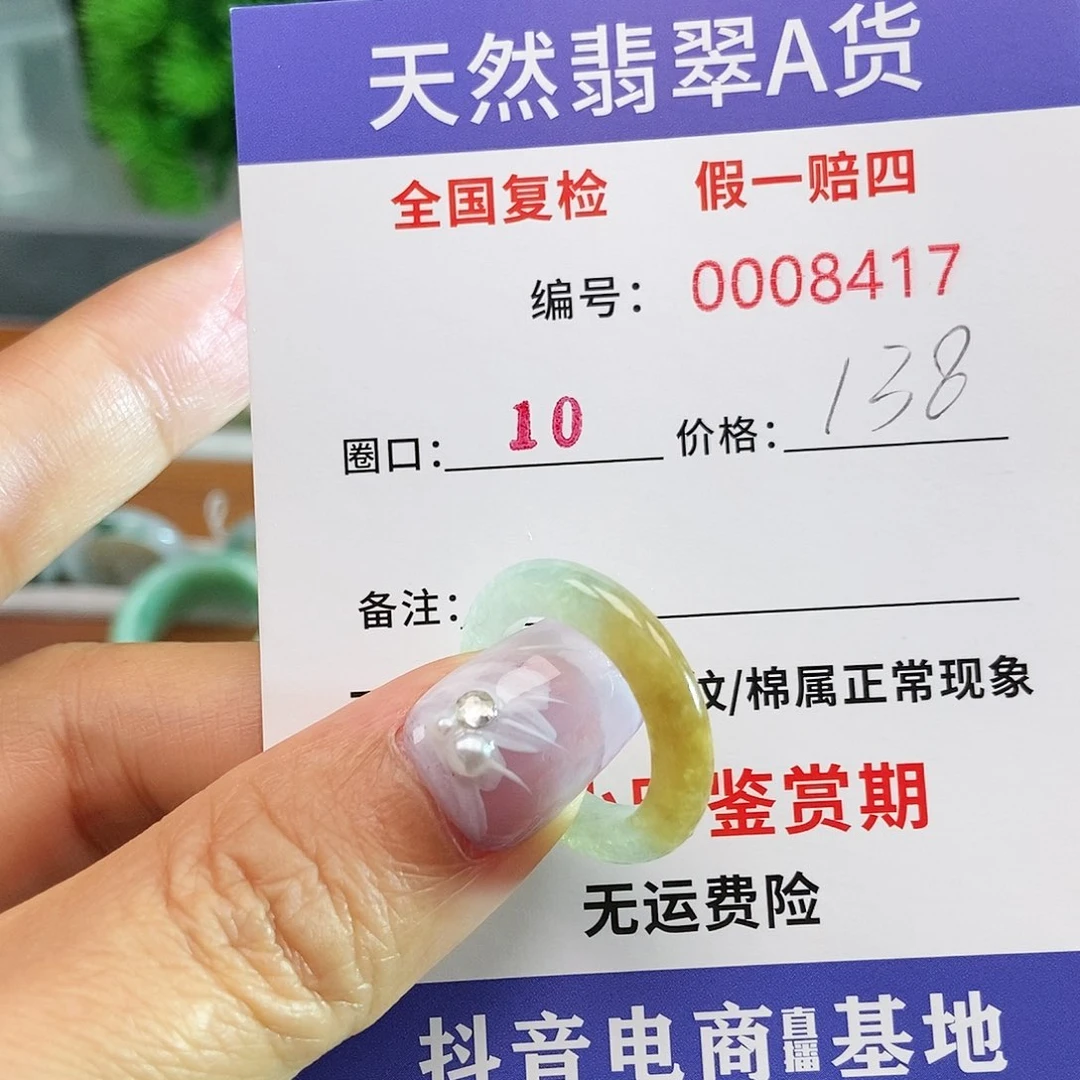 天然翡翠A货
全国复检 假一赔四
编号：0008417
圈口：10 价格：138
备注：
纹/棉属正常现象
鉴赏期
无运费险
抖音电商直播基地